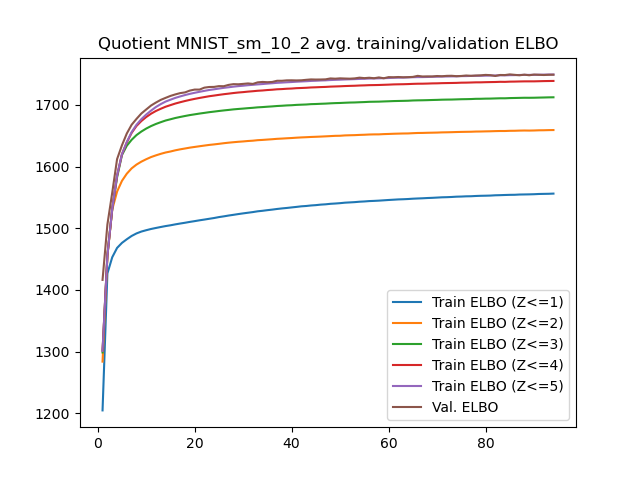 Quotient MNIST_sm_10_2 avg. training/validation ELBO
1700
1600
1500
1400
1300
1200
0 20 40 60 80
Train ELBO (Z<=1)
Train ELBO (Z<=2)
Train ELBO (Z<=3)
Train ELBO (Z<=4)
Train ELBO (Z<=5)
Val. ELBO